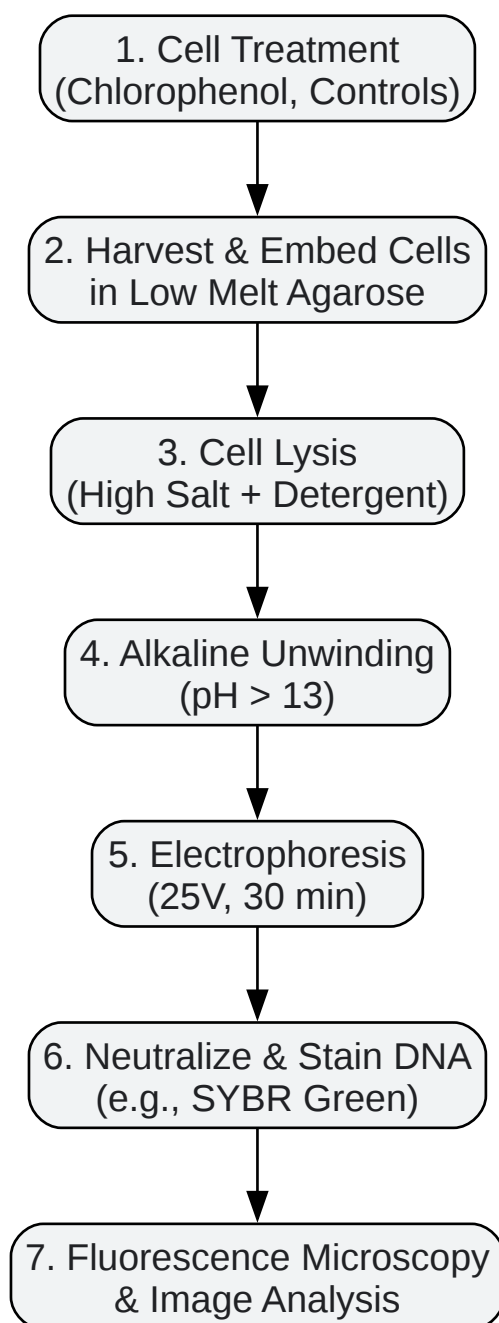 1. Cell Treatment
(Chlorophenol, Controls)
2. Harvest & Embed Cells
in Low Melt Agarose
3. Cell Lysis
(High Salt + Detergent)
4. Alkaline Unwinding
(pH > 13)
5. Electrophoresis
(25V, 30 min)
6. Neutralize & Stain DNA
(e.g., SYBR Green)
7. Fluorescence Microscopy
& Image Analysis